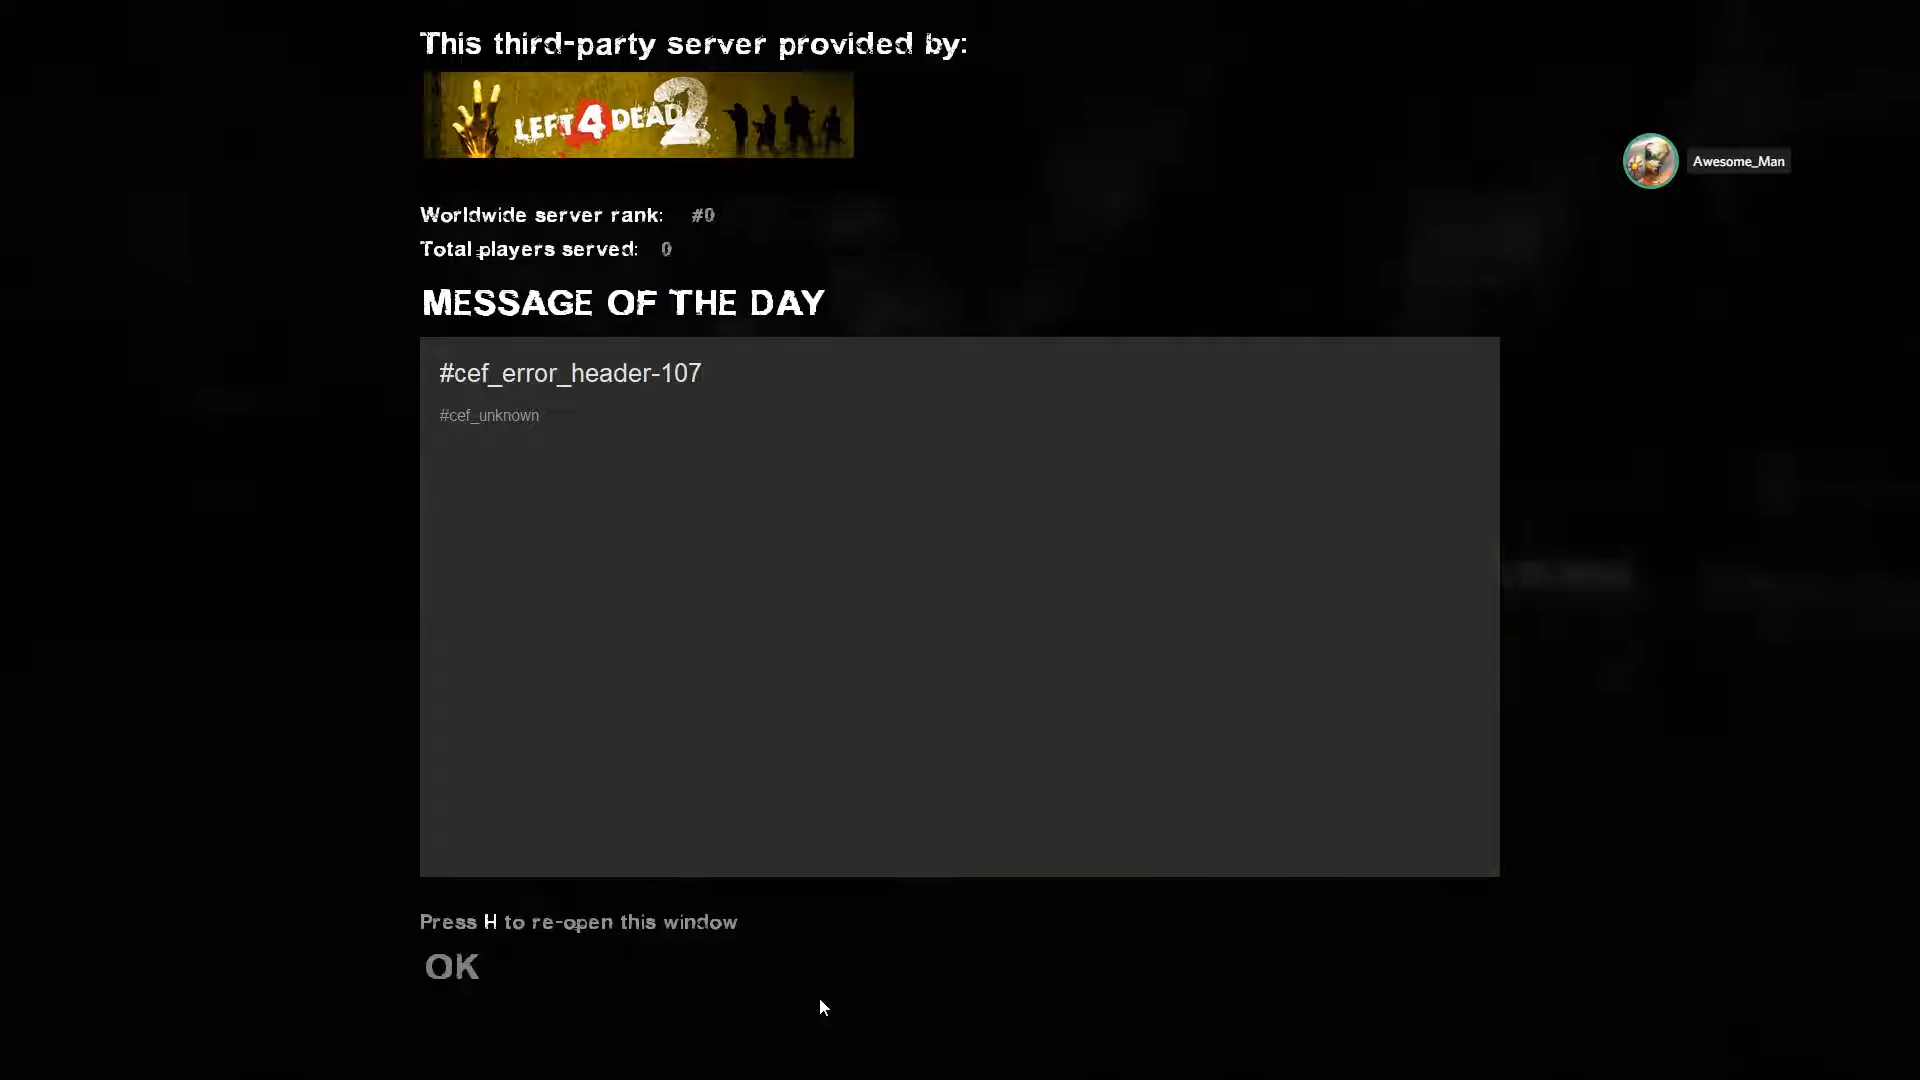 This third-party server provided by:
LEFT 4 DEAD 2
Awesome_Man
Worldwide server rank: #0
Total players served: 0
MESSAGE OF THE DAY
#cef_error_header-107
#cef_unknown
Press H to re-open this window
OK